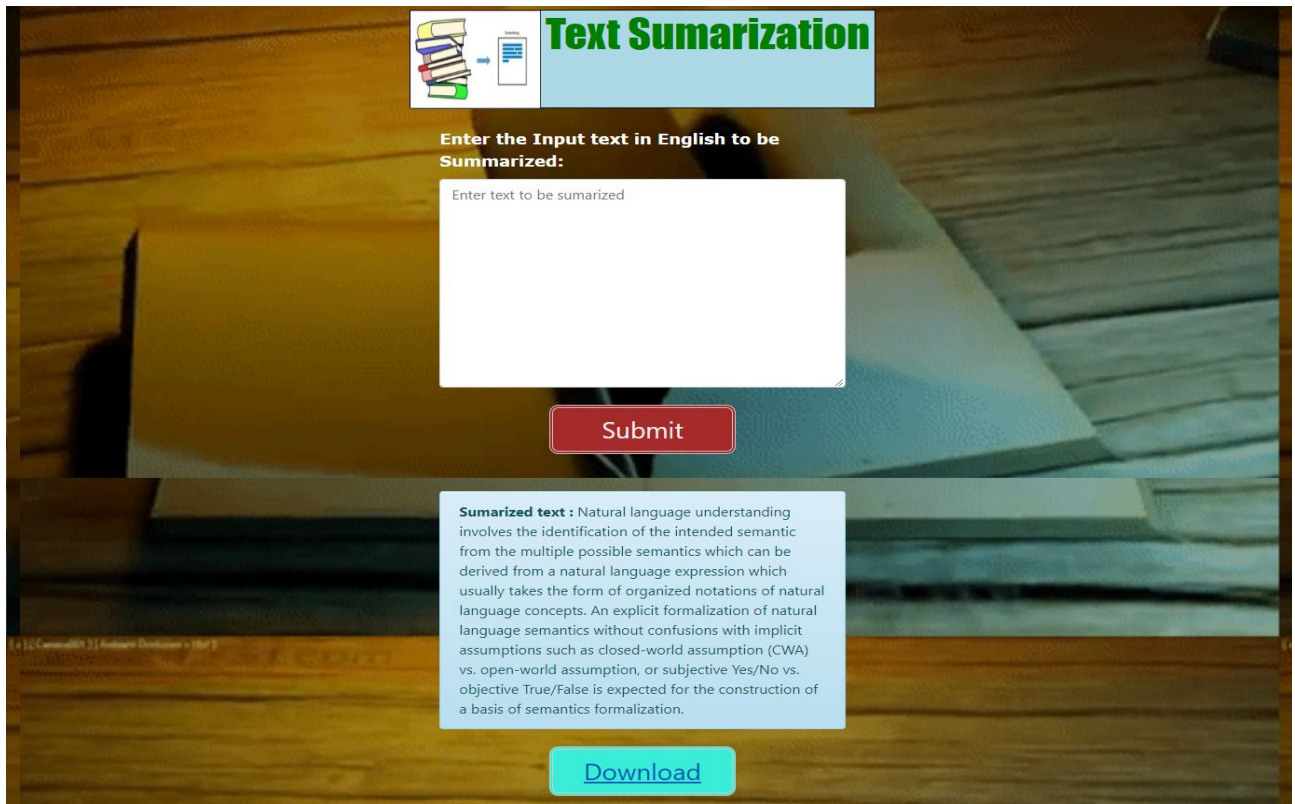 Text Sumarization
Summary
Enter the Input text in English to be
Summarized:
Enter text to be sumarized
Submit
Sumarized text : Natural language understanding
involves the identification of the intended semantic
from the multiple possible semantics which can be
derived from a natural language expression which
usually takes the form of organized notations of natural
language concepts. An explicit formalization of natural
language semantics without confusions with implicit
assumptions such as closed-world assumption (CWA)
vs. open-world assumption, or subjective Yes/No vs.
objective True/False is expected for the construction of
a basis of semantics formalization.
Download